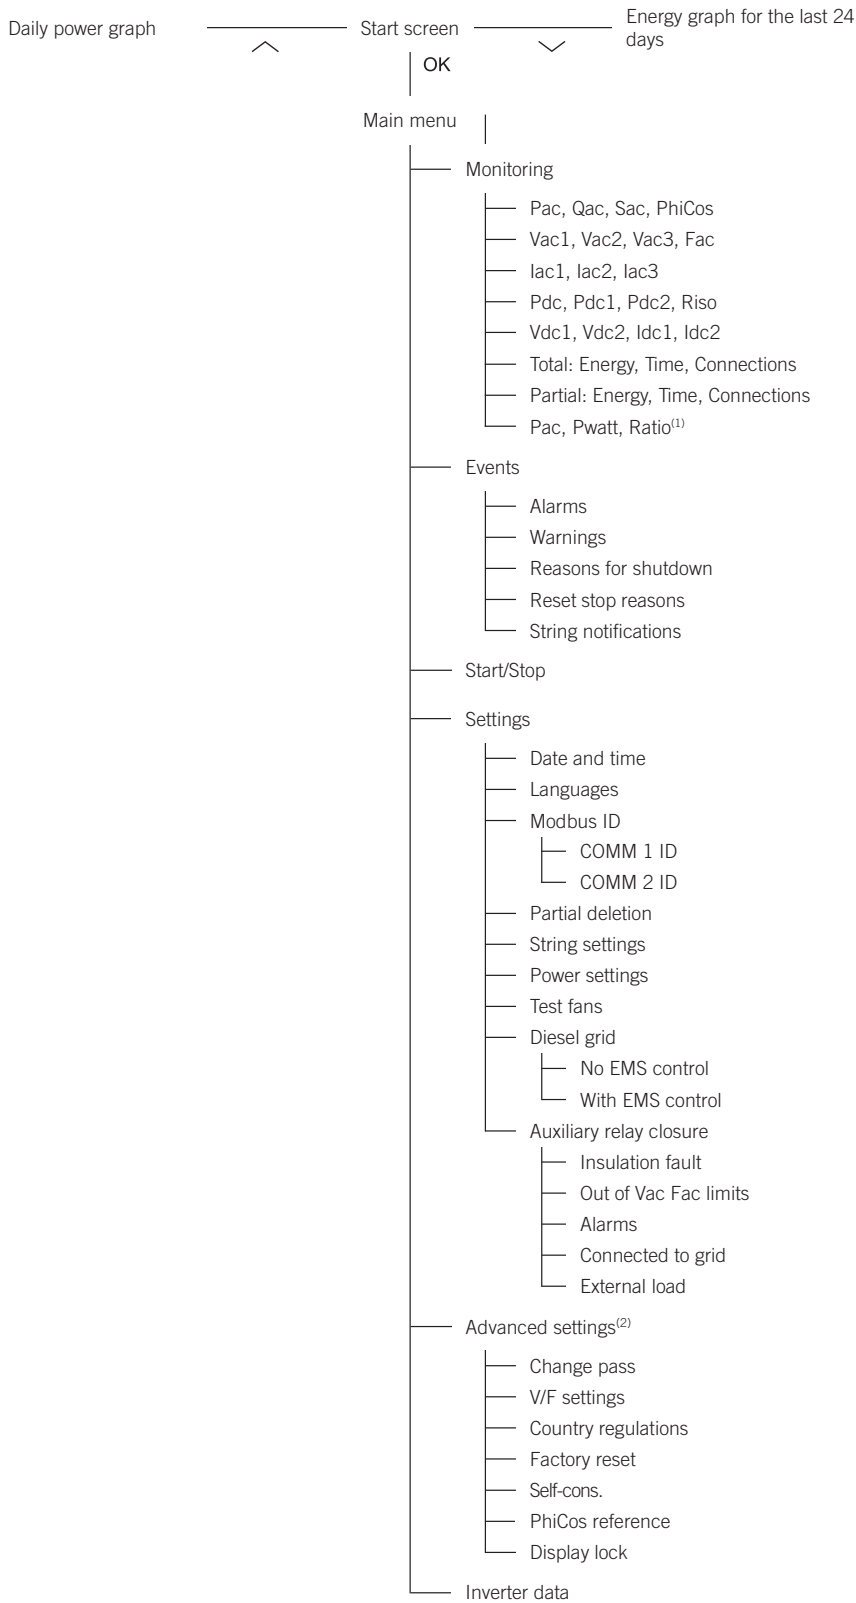 Daily power graph
Start screen
Energy graph for the last 24
days
OK
Main menu
Monitoring
Pac, Qac, Sac, PhiCos
Vac1, Vac2, Vac3, Fac
Iac1, Iac2, Iac3
Pdc, Pdc1, Pdc2, Riso
Vdc1, Vdc2, Idc1, Idc2
Total: Energy, Time, Connections
Partial: Energy, Time, Connections
Pac, Pwatt, Ratio(1)
Events
Alarms
Warnings
Reasons for shutdown
Reset stop reasons
String notifications
Start/Stop
Settings
Date and time
Languages
Modbus ID
COMM 1 ID
COMM 2 ID
Partial deletion
String settings
Power settings
Test fans
Diesel grid
No EMS control
With EMS control
Auxiliary relay closure
Insulation fault
Out of Vac Fac limits
Alarms
Connected to grid
External load
Advanced settings(2)
Change pass
V/F settings
Country regulations
Factory reset
Self-cons.
PhiCos reference
Display lock
Inverter data